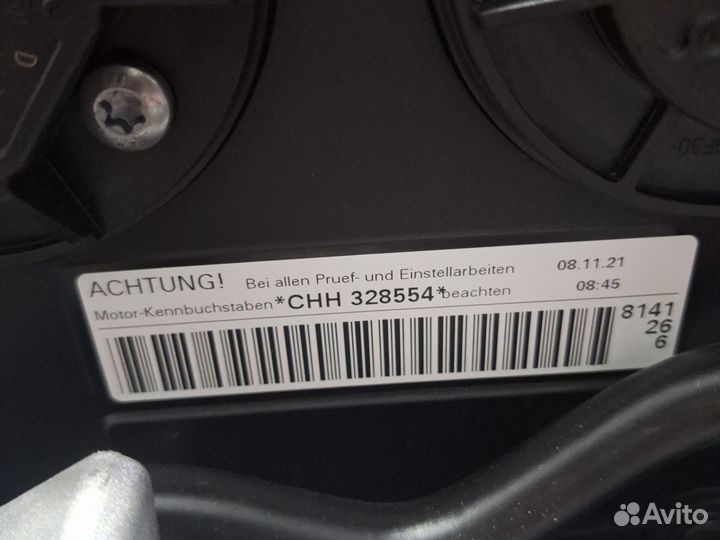 ACHTUNG! Bei allen Pruef- und Einstellarbeiten 08.11.21
Motor-Kennbuchstaben *CHH 328554* beachten 08:45
8141
26
6
Avito